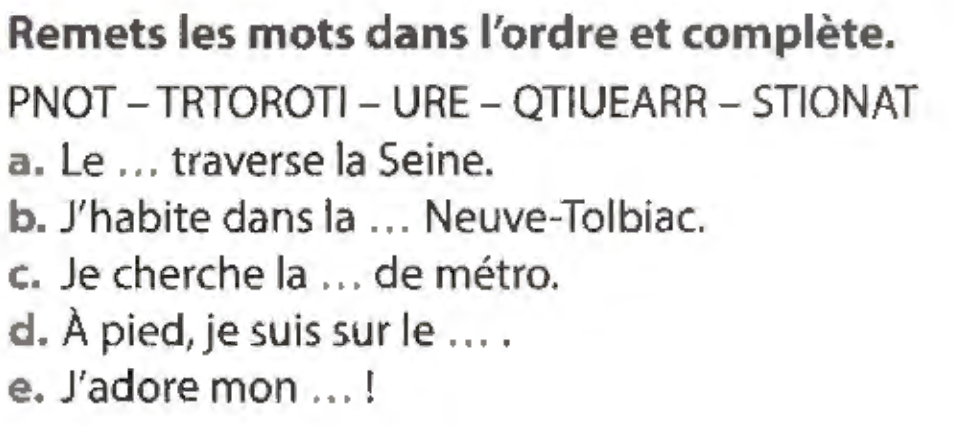 Remets les mots dans l'ordre et complète.
PNOT – TRTOROTI – URE – QTIUEARR – STIONAT
a. Le ... traverse la Seine.
b. J'habite dans la ... Neuve-Tolbiac.
c. Je cherche la ... de métro.
d. À pied, je suis sur le ... .
e. J'adore mon ... !